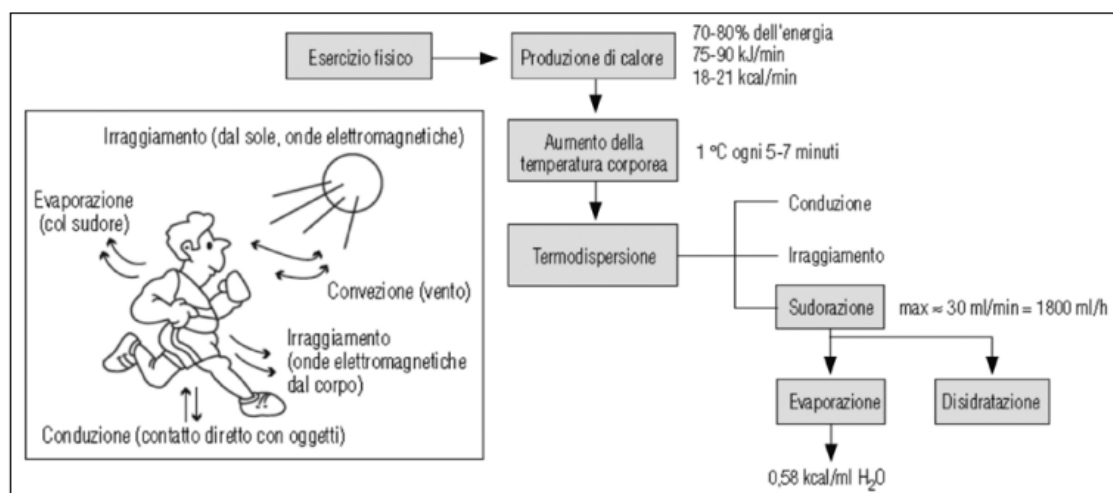 Esercizio fisico
Produzione di calore
70-80% dell'energia
75-90 kJ/min
18-21 kcal/min
Aumento della
temperatura corporea
1 °C ogni 5-7 minuti
Termodispersione
Conduzione
Irraggiamento
Sudorazione
max ≈ 30 ml/min = 1800 ml/h
Evaporazione
Disidratazione
0,58 kcal/ml H₂O
Irraggiamento (dal sole, onde elettromagnetiche)
Evaporazione
(col sudore)
Convezione (vento)
Irraggiamento
(onde elettromagnetiche
dal corpo)
Conduzione (contatto diretto con oggetti)